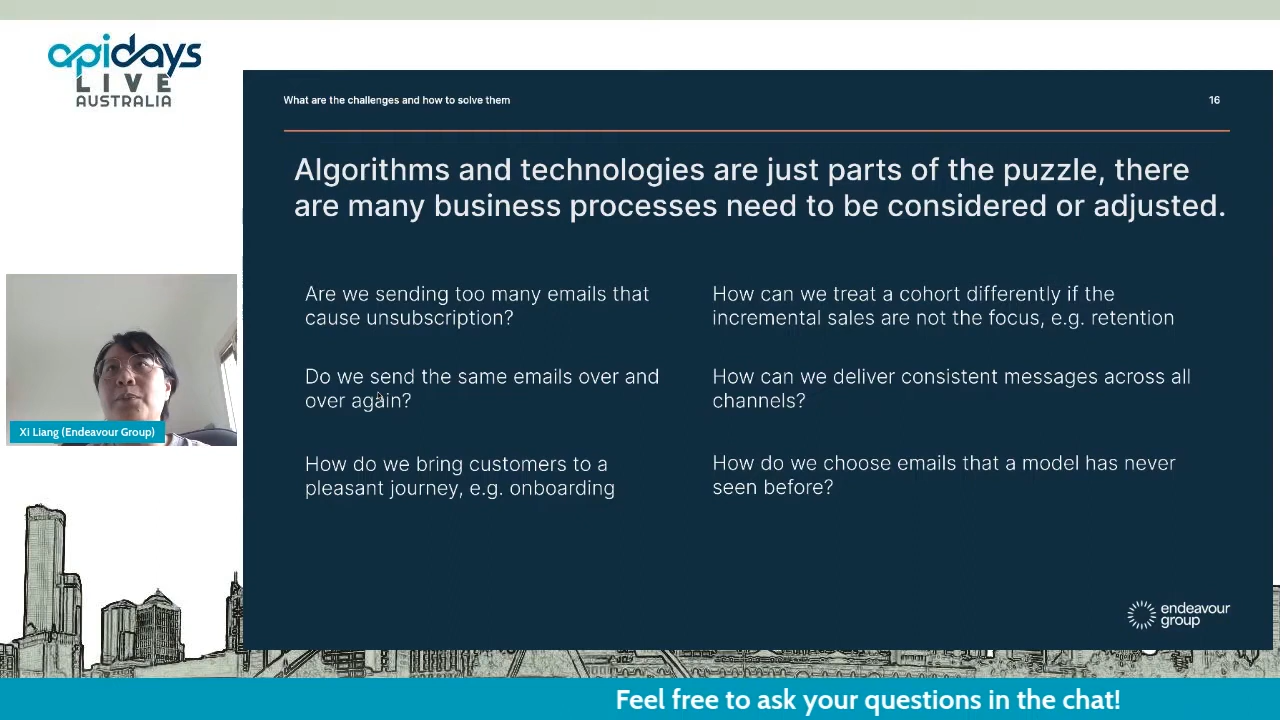 apidays
LIVE
AUSTRALIA
What are the challenges and how to solve them
16
Algorithms and technologies are just parts of the puzzle, there
are many business processes need to be considered or adjusted.
Are we sending too many emails that
cause unsubscription?
Do we send the same emails over and
over again?
How do we bring customers to a
pleasant journey, e.g. onboarding
How can we treat a cohort differently if the
incremental sales are not the focus, e.g. retention
How can we deliver consistent messages across all
channels?
How do we choose emails that a model has never
seen before?
Xi Liang (Endeavour Group)
endeavour
group
Feel free to ask your questions in the chat!